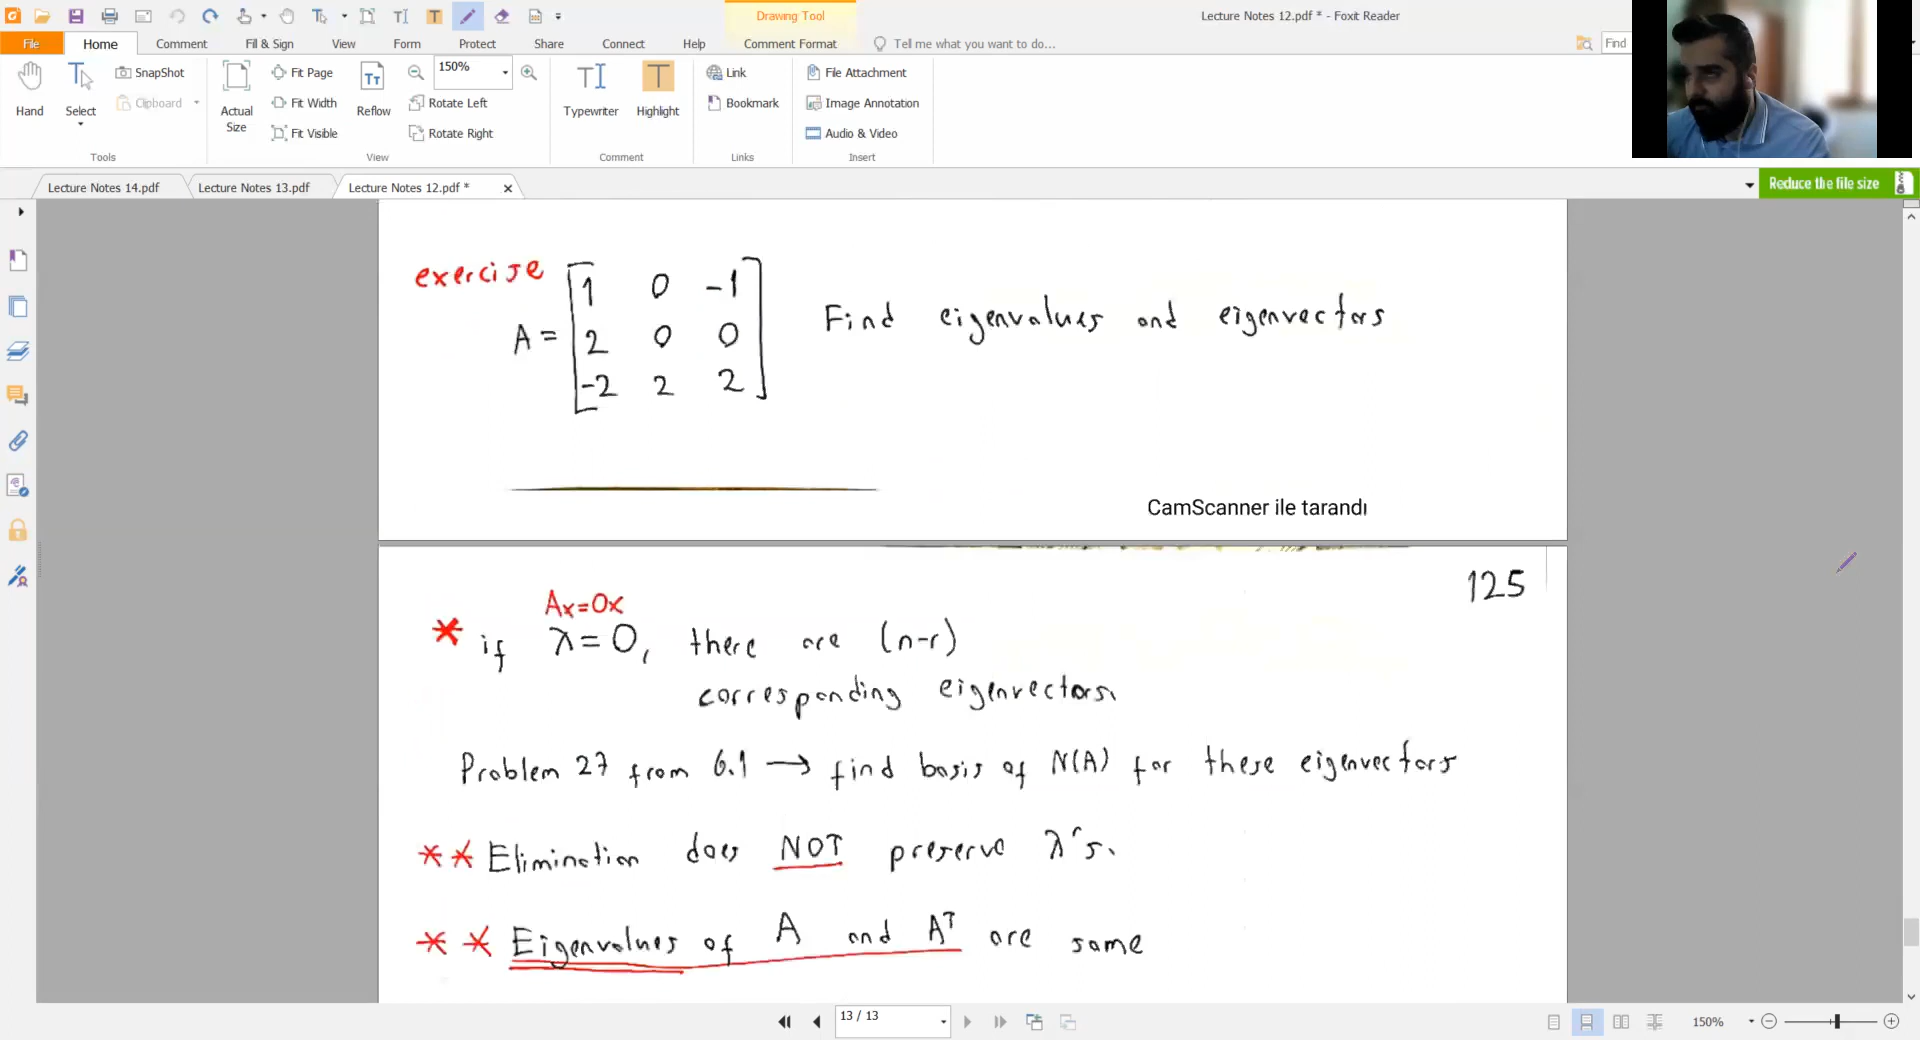 Lecture Notes 12.pdf * - Foxit Reader
Drawing Tool
File Home Comment Fill & Sign View Form Protect Share Connect Help Comment Format Tell me what you want to do... Find
Hand Select SnapShot Clipboard Tools
Actual Size Fit Page Fit Width Fit Visible Reflow 150% Rotate Left Rotate Right View
Typewriter Highlight Comment
Link Bookmark Links
File Attachment Image Annotation Audio & Video Insert
Lecture Notes 14.pdf Lecture Notes 13.pdf Lecture Notes 12.pdf * Reduce the file size
exercise
A = [1 0 -1
2 0 0
-2 2 2] Find eigenvalues and eigenvectors
CamScanner ile tarandı
125
Ax=0x
* if λ=0, there are (n-r)
corresponding eigenvectors.
Problem 27 from 6.1 → find basis of N(A) for these eigenvectors
** Elimination does NOT preserve λ's.
** Eigenvalues of A and Aᵀ are same
13 / 13
150%